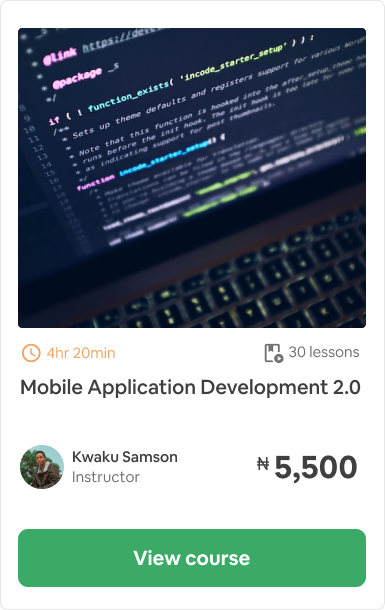 @link https://deve
@package _s
*/
if ( ! function_exists( 'incode_starter_setup' ) ) :
/**
* Sets up theme defaults and registers support for various
*
* Note that this function is hooked into the after_setup_theme
* runs before the init hook. The init hook is too late for some
* as indicating support for post thumbnails.
*/
function incode_starter_setup() {
4hr 20min
30 lessons
Mobile Application Development 2.0
Kwaku Samson
Instructor
₦ 5,500
View course